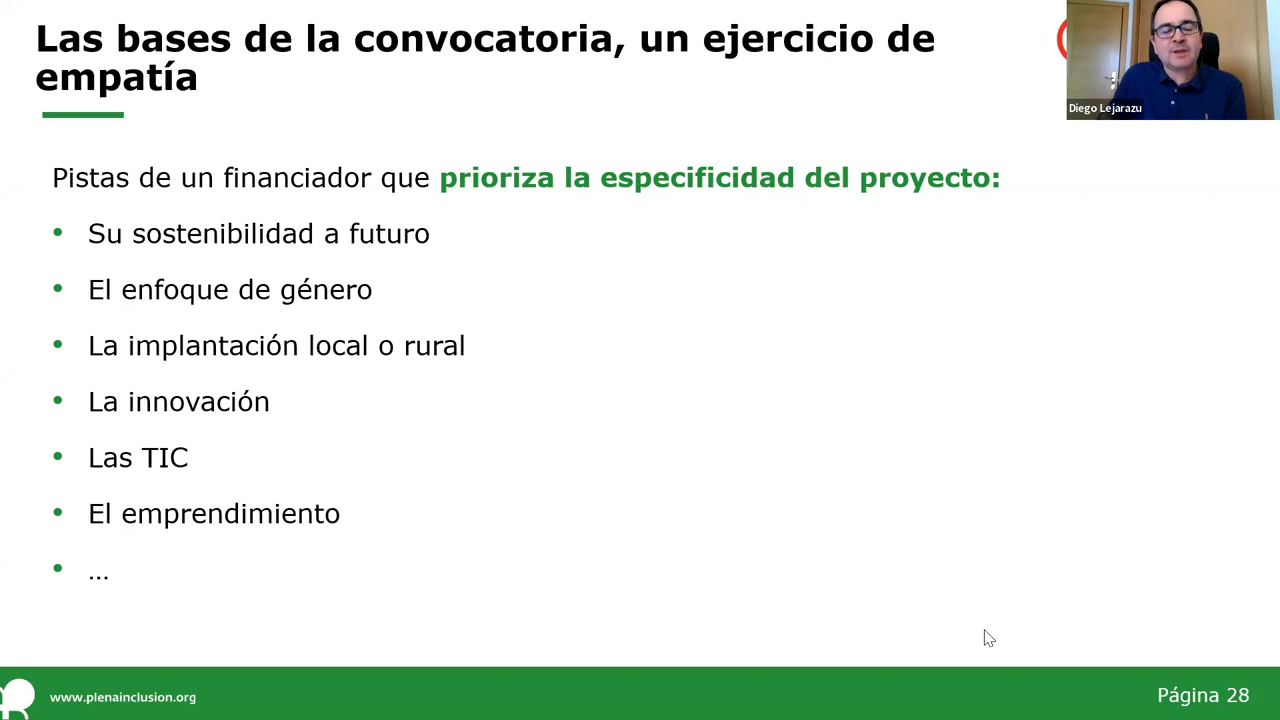 Las bases de la convocatoria, un ejercicio de
empatía
Diego Lejarazu
Pistas de un financiador que prioriza la especificidad del proyecto:
• Su sostenibilidad a futuro
• El enfoque de género
• La implantación local o rural
• La innovación
• Las TIC
• El emprendimiento
• ...
www.plenainclusion.org
Página 28